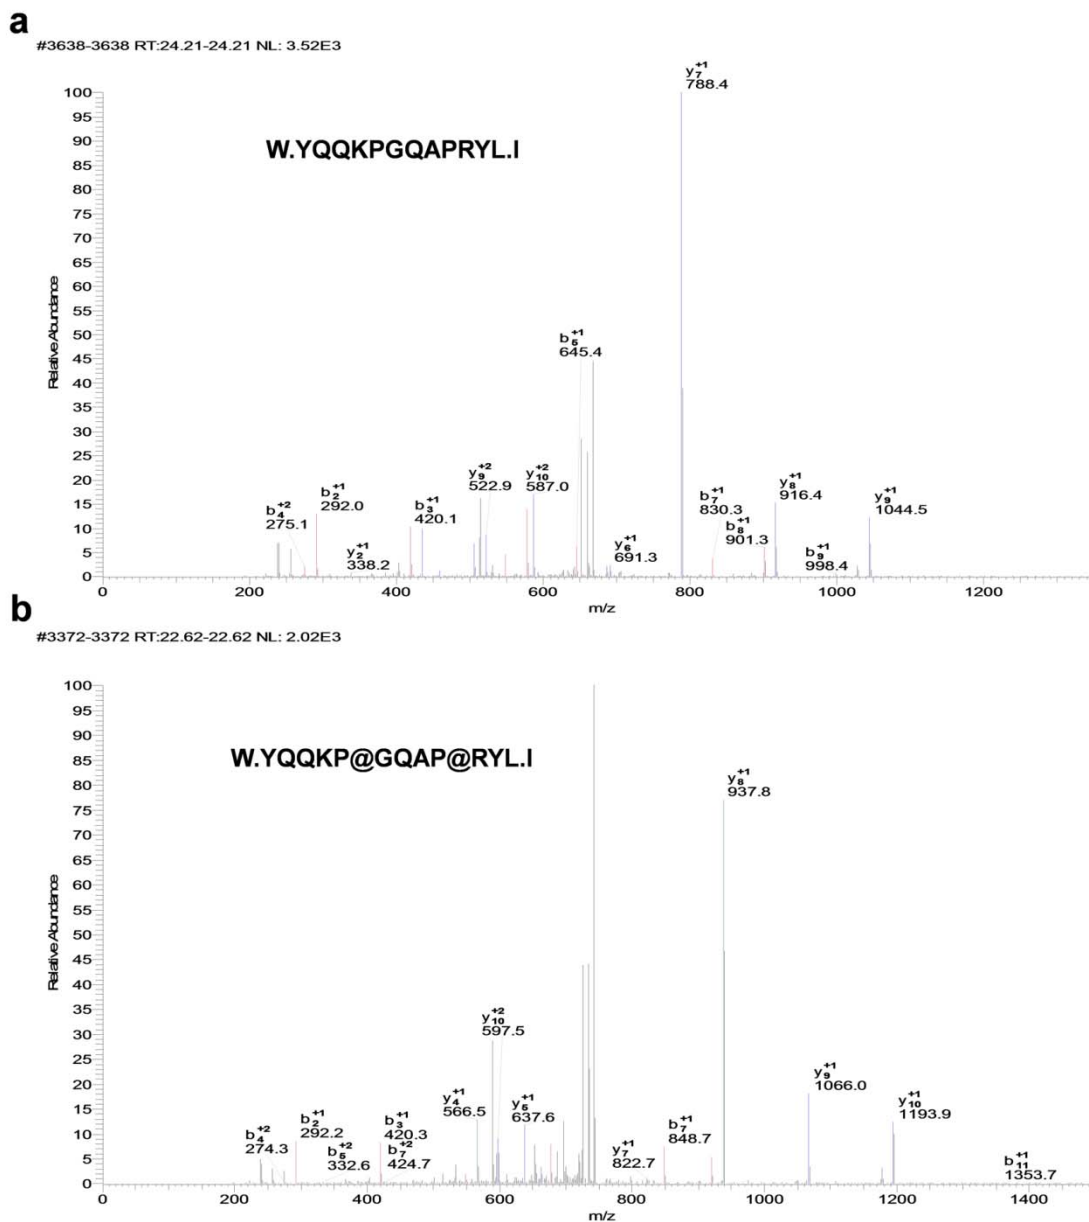 a
#3638-3638 RT:24.21-24.21 NL: 3.52E3
W.YQQKPGQAPRYL.I
Relative Abundance
100
95
90
85
80
75
70
65
60
55
50
45
40
35
30
25
20
15
10
5
0
b4+2
275.1
b2+1
292.0
y2+1
338.2
b3+1
420.1
y9+2
522.9
y10+2
587.0
b5+1
645.4
y6+1
691.3
y7+1
788.4
b7+1
830.3
b8+1
901.3
y8+1
916.4
b9+1
998.4
y9+1
1044.5
0 200 400 600 800 1000 1200
m/z
b
#3372-3372 RT:22.62-22.62 NL: 2.02E3
W.YQQKP@GQAP@RYL.I
Relative Abundance
100
95
90
85
80
75
70
65
60
55
50
45
40
35
30
25
20
15
10
5
0
b4+2
274.3
b2+1
292.2
b5+2
332.6
b3+1
420.3
b7+2
424.7
y4+1
566.5
y10+2
597.5
y5+1
637.6
y7+1
822.7
b7+1
848.7
y8+1
937.8
y9+1
1066.0
y10+1
1193.9
b11+1
1353.7
0 200 400 600 800 1000 1200 1400
m/z